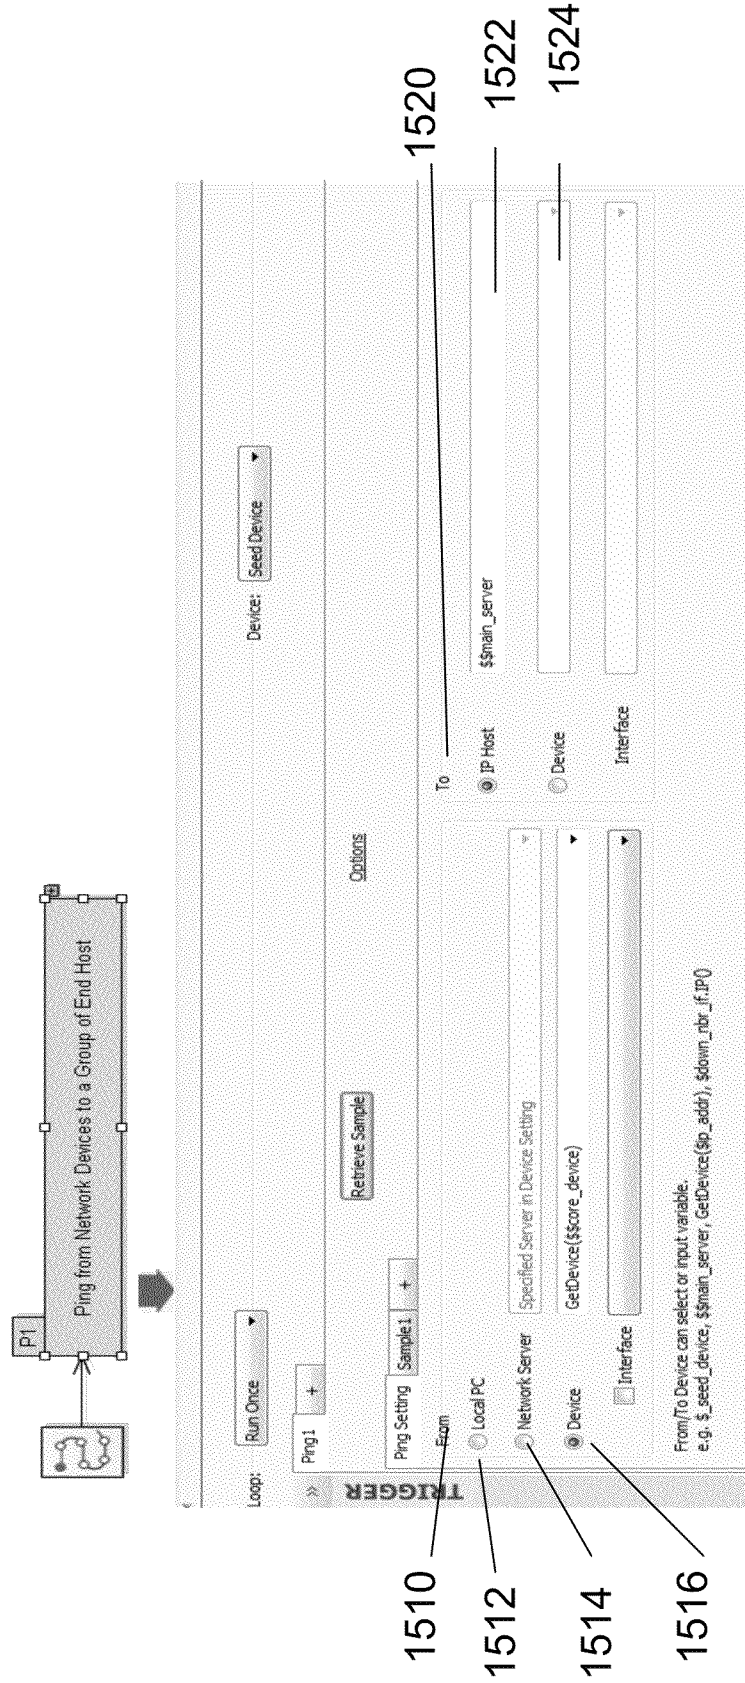 P1
Ping from Network Devices to a Group of End Host
Loop: Run Once Device: Seed Device
Ping1 +
Retrieve Sample Options
Ping Setting Sample1 +
TRIGGER
From
Local PC
Network Server Specified Server in Device Setting
Device GetDevice($$core_device)
Interface
To
IP Host $$main_server
Device
Interface
From/To Device can select or input variable.
e.g. $_seed_device, $$main_server, GetDevice($ip_addr), $down_nbr_if.IP()
1510
1512
1514
1516
1520
1522
1524